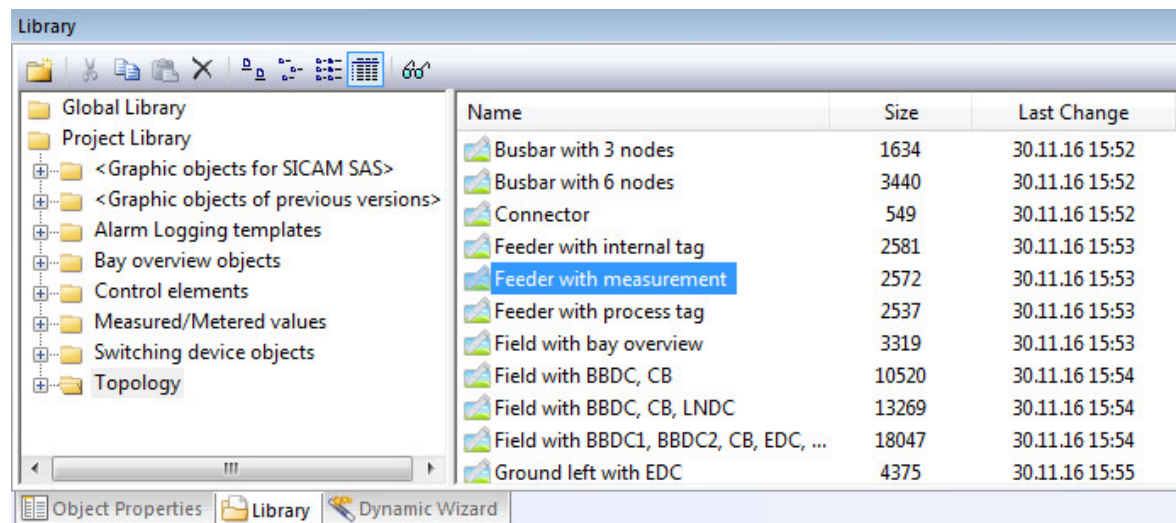 Library
Global Library
Project Library
<Graphic objects for SICAM SAS>
<Graphic objects of previous versions>
Alarm Logging templates
Bay overview objects
Control elements
Measured/Metered values
Switching device objects
Topology
Name Size Last Change
Busbar with 3 nodes 1634 30.11.16 15:52
Busbar with 6 nodes 3440 30.11.16 15:52
Connector 549 30.11.16 15:52
Feeder with internal tag 2581 30.11.16 15:53
Feeder with measurement 2572 30.11.16 15:53
Feeder with process tag 2537 30.11.16 15:53
Field with bay overview 3319 30.11.16 15:53
Field with BBDC, CB 10520 30.11.16 15:54
Field with BBDC, CB, LNDC 13269 30.11.16 15:54
Field with BBDC1, BBDC2, CB, EDC, ... 18047 30.11.16 15:54
Ground left with EDC 4375 30.11.16 15:55
Object Properties Library Dynamic Wizard